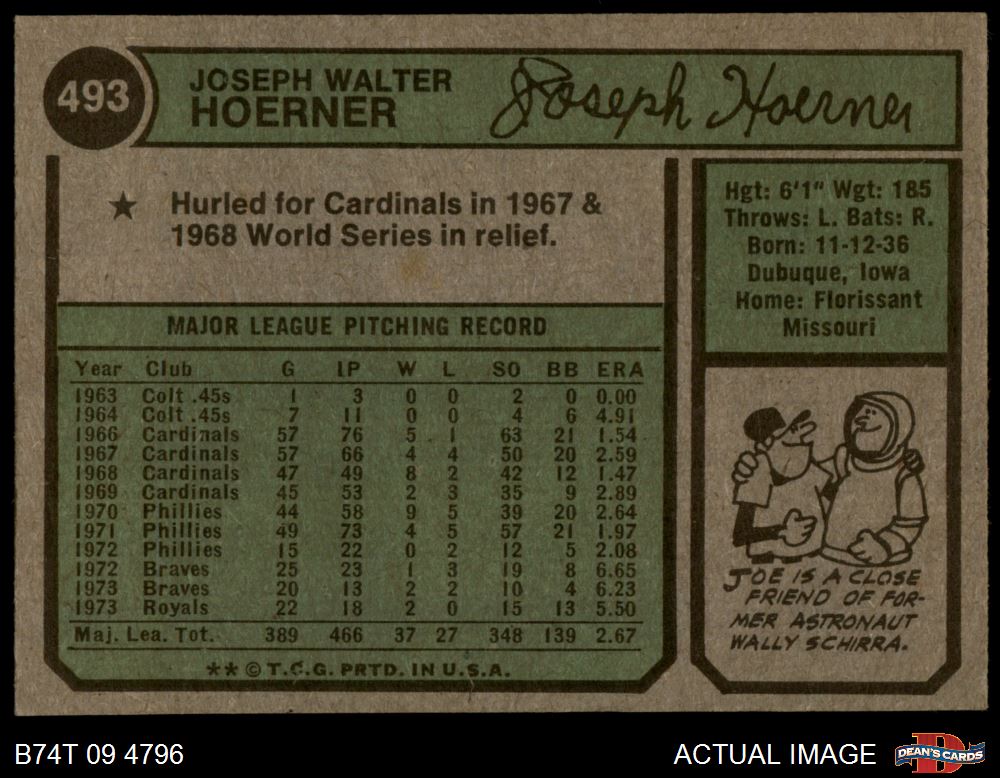 493
JOSEPH WALTER
HOERNER
Joseph Hoerner
★ Hurled for Cardinals in 1967 &
1968 World Series in relief.
MAJOR LEAGUE PITCHING RECORD
Year Club G IP W L SO BB ERA
1963 Colt .45s 1 3 0 0 2 0 0.00
1964 Colt .45s 7 11 0 0 4 6 4.91
1966 Cardinals 57 76 5 1 63 21 1.54
1967 Cardinals 57 66 4 4 50 20 2.59
1968 Cardinals 47 49 8 2 42 12 1.47
1969 Cardinals 45 53 2 3 35 9 2.89
1970 Phillies 44 58 9 5 39 20 2.64
1971 Phillies 49 73 4 5 57 21 1.97
1972 Phillies 15 22 0 2 12 5 2.08
1972 Braves 25 23 1 3 19 8 6.65
1973 Braves 20 13 2 2 10 4 6.23
1973 Royals 22 18 2 0 15 13 5.50
Maj. Lea. Tot. 389 466 37 27 348 139 2.67
** © T.C.G. PRTD. IN U.S.A.
Hgt: 6'1" Wgt: 185
Throws: L. Bats: R.
Born: 11-12-36
Dubuque, Iowa
Home: Florissant
Missouri
JOE IS A CLOSE
FRIEND OF FOR-
MER ASTRONAUT
WALLY SCHIRRA.
B74T 09 4796
ACTUAL IMAGE
DEAN'S CARDS